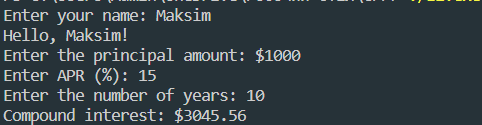 Enter your name: Maksim
Hello, Maksim!
Enter the principal amount: $1000
Enter APR (%): 15
Enter the number of years: 10
Compound interest: $3045.56